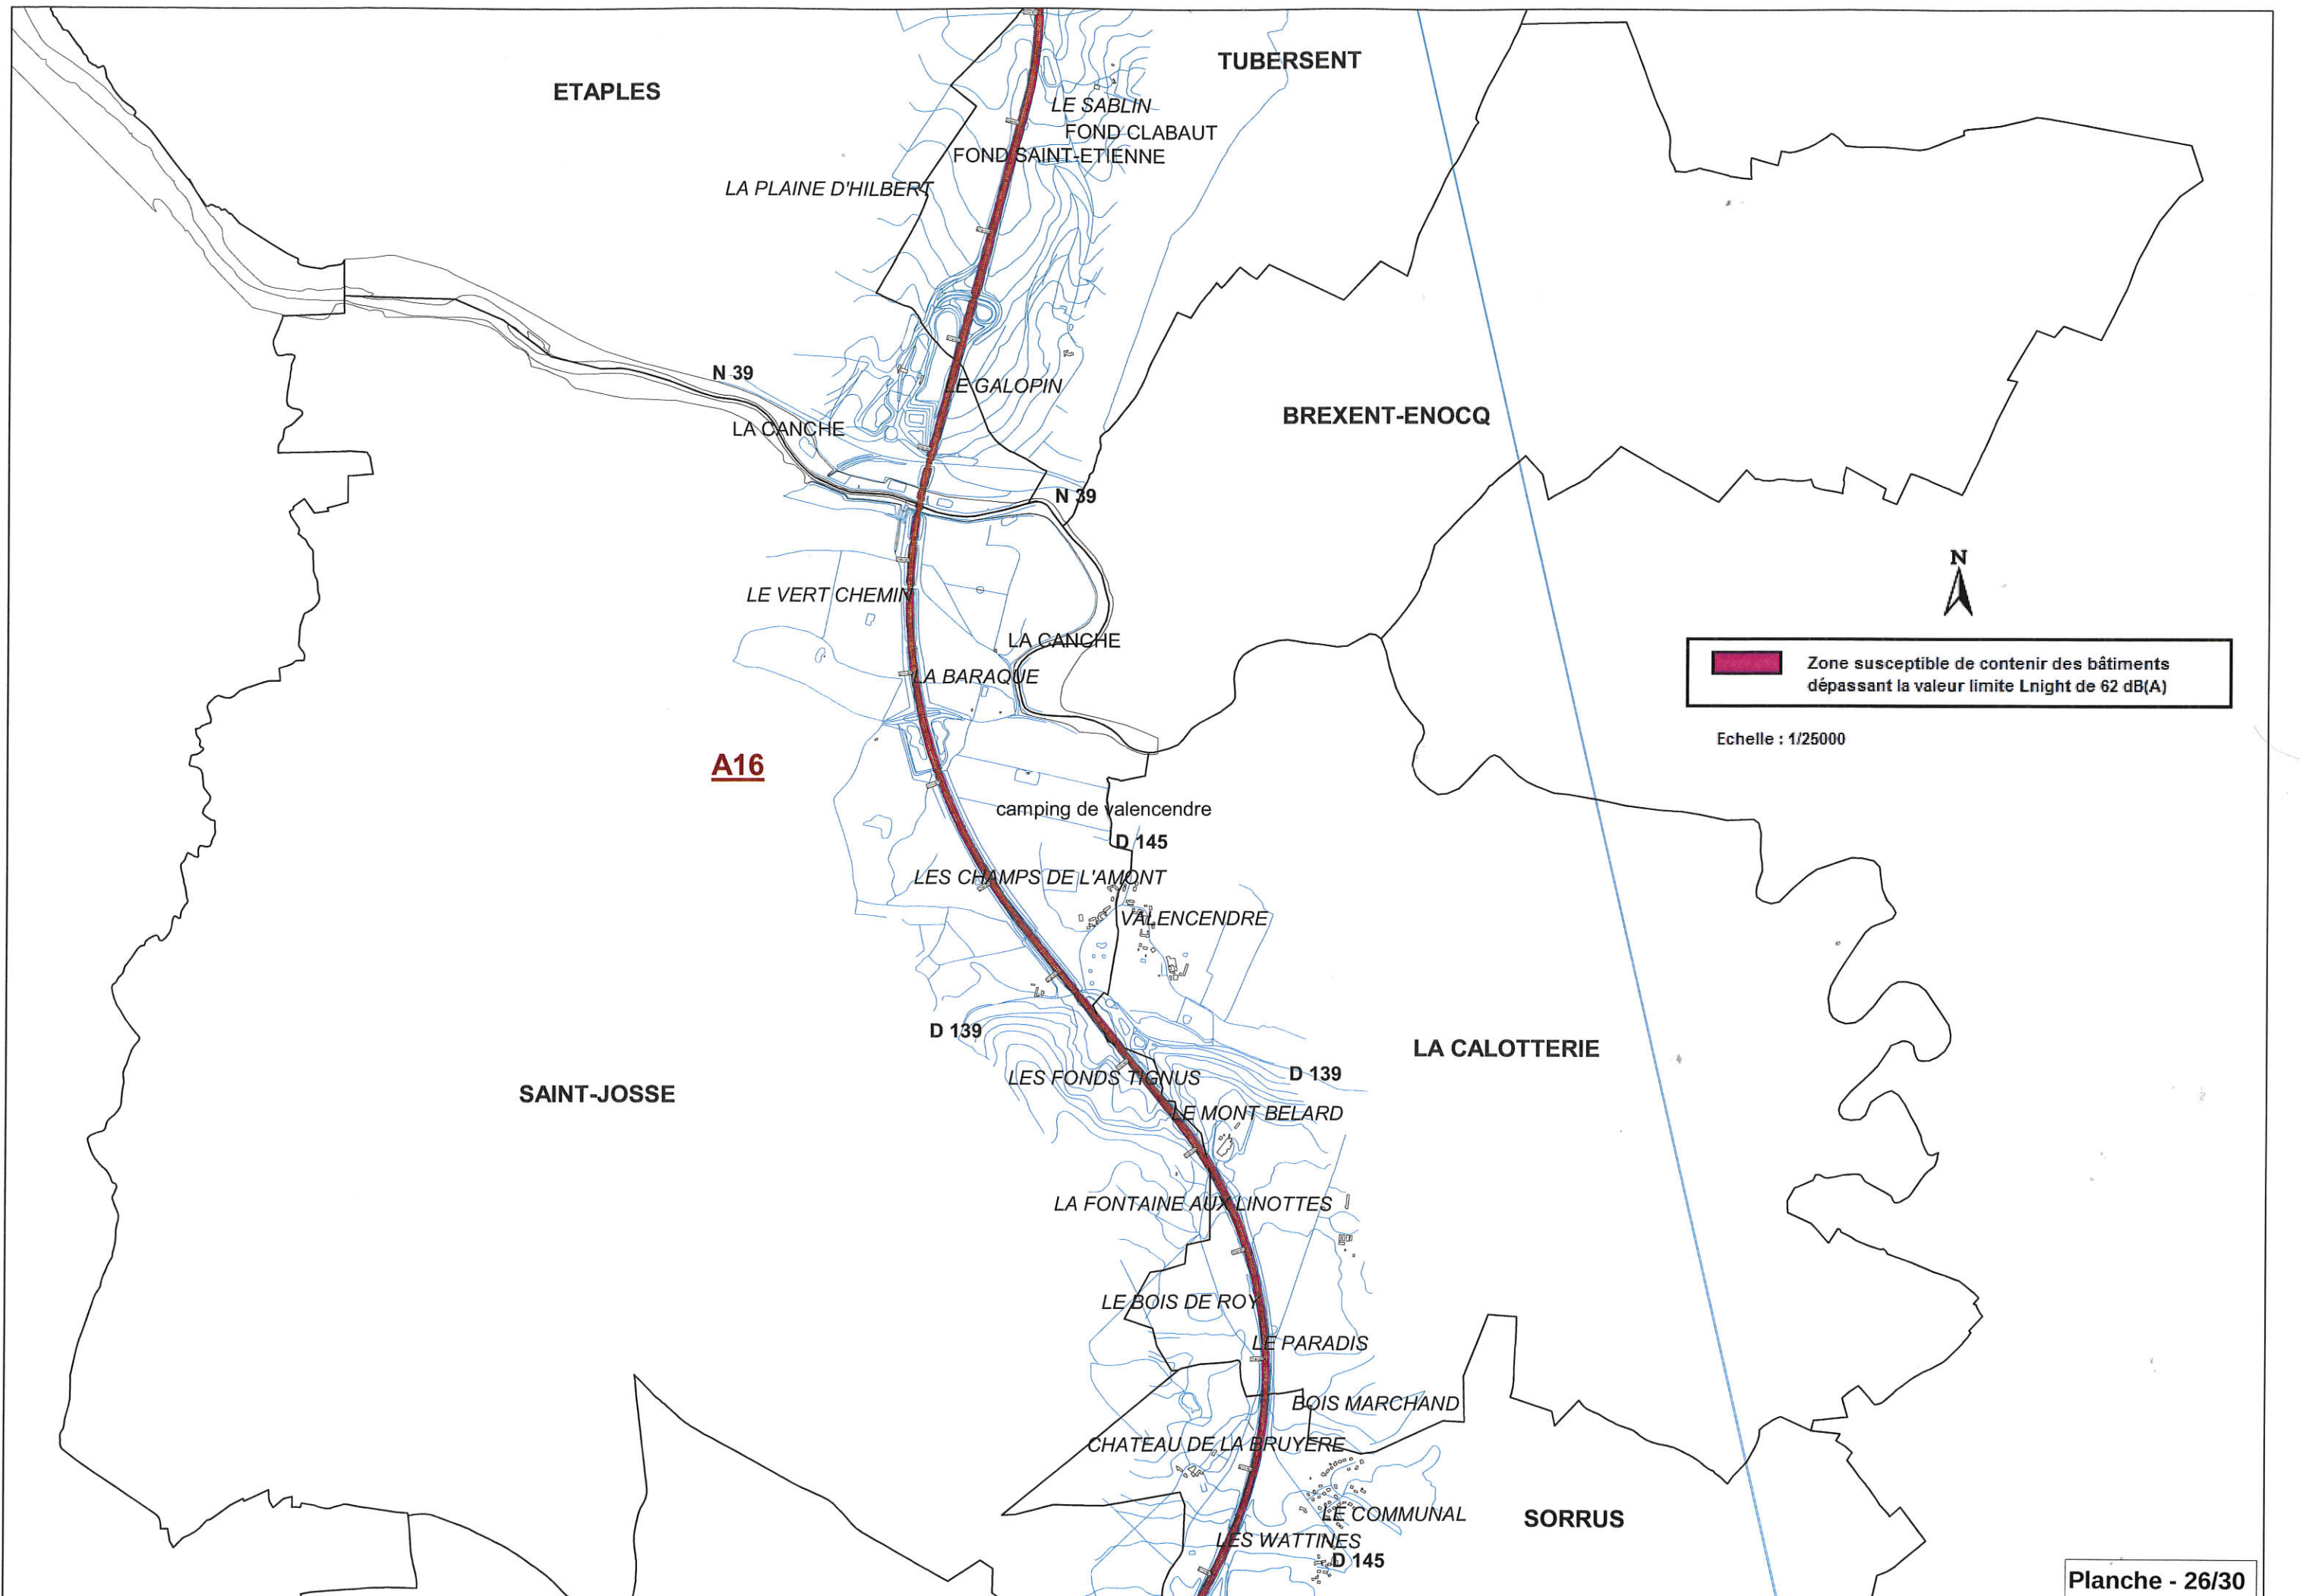 TUBERSENT
ETAPLES
LE SABLIN
FOND CLABAUT
FOND SAINT-ETIENNE
LA PLAINE D'HILBERT
N 39
LE GALOPIN
BREXENT-ENOCQ
LA CANCHE
N 39
N
LE VERT CHEMIN
LA CANCHE
Zone susceptible de contenir des bâtiments
dépassant la valeur limite Lnight de 62 dB(A)
LA BARAQUE
Echelle : 1/25000
A16
camping de valencendre
D 145
LES CHAMPS DE L'AMONT
VALENCENDRE
D 139
LA CALOTTERIE
D 139
LES FONDS TIGNUS
SAINT-JOSSE
LE MONT BELARD
LA FONTAINE AUX LINOTTES
LE BOIS DE ROY
LE PARADIS
BOIS MARCHAND
CHATEAU DE LA BRUYERE
LE COMMUNAL
SORRUS
LES WATTINES
D 145
Planche - 26/30